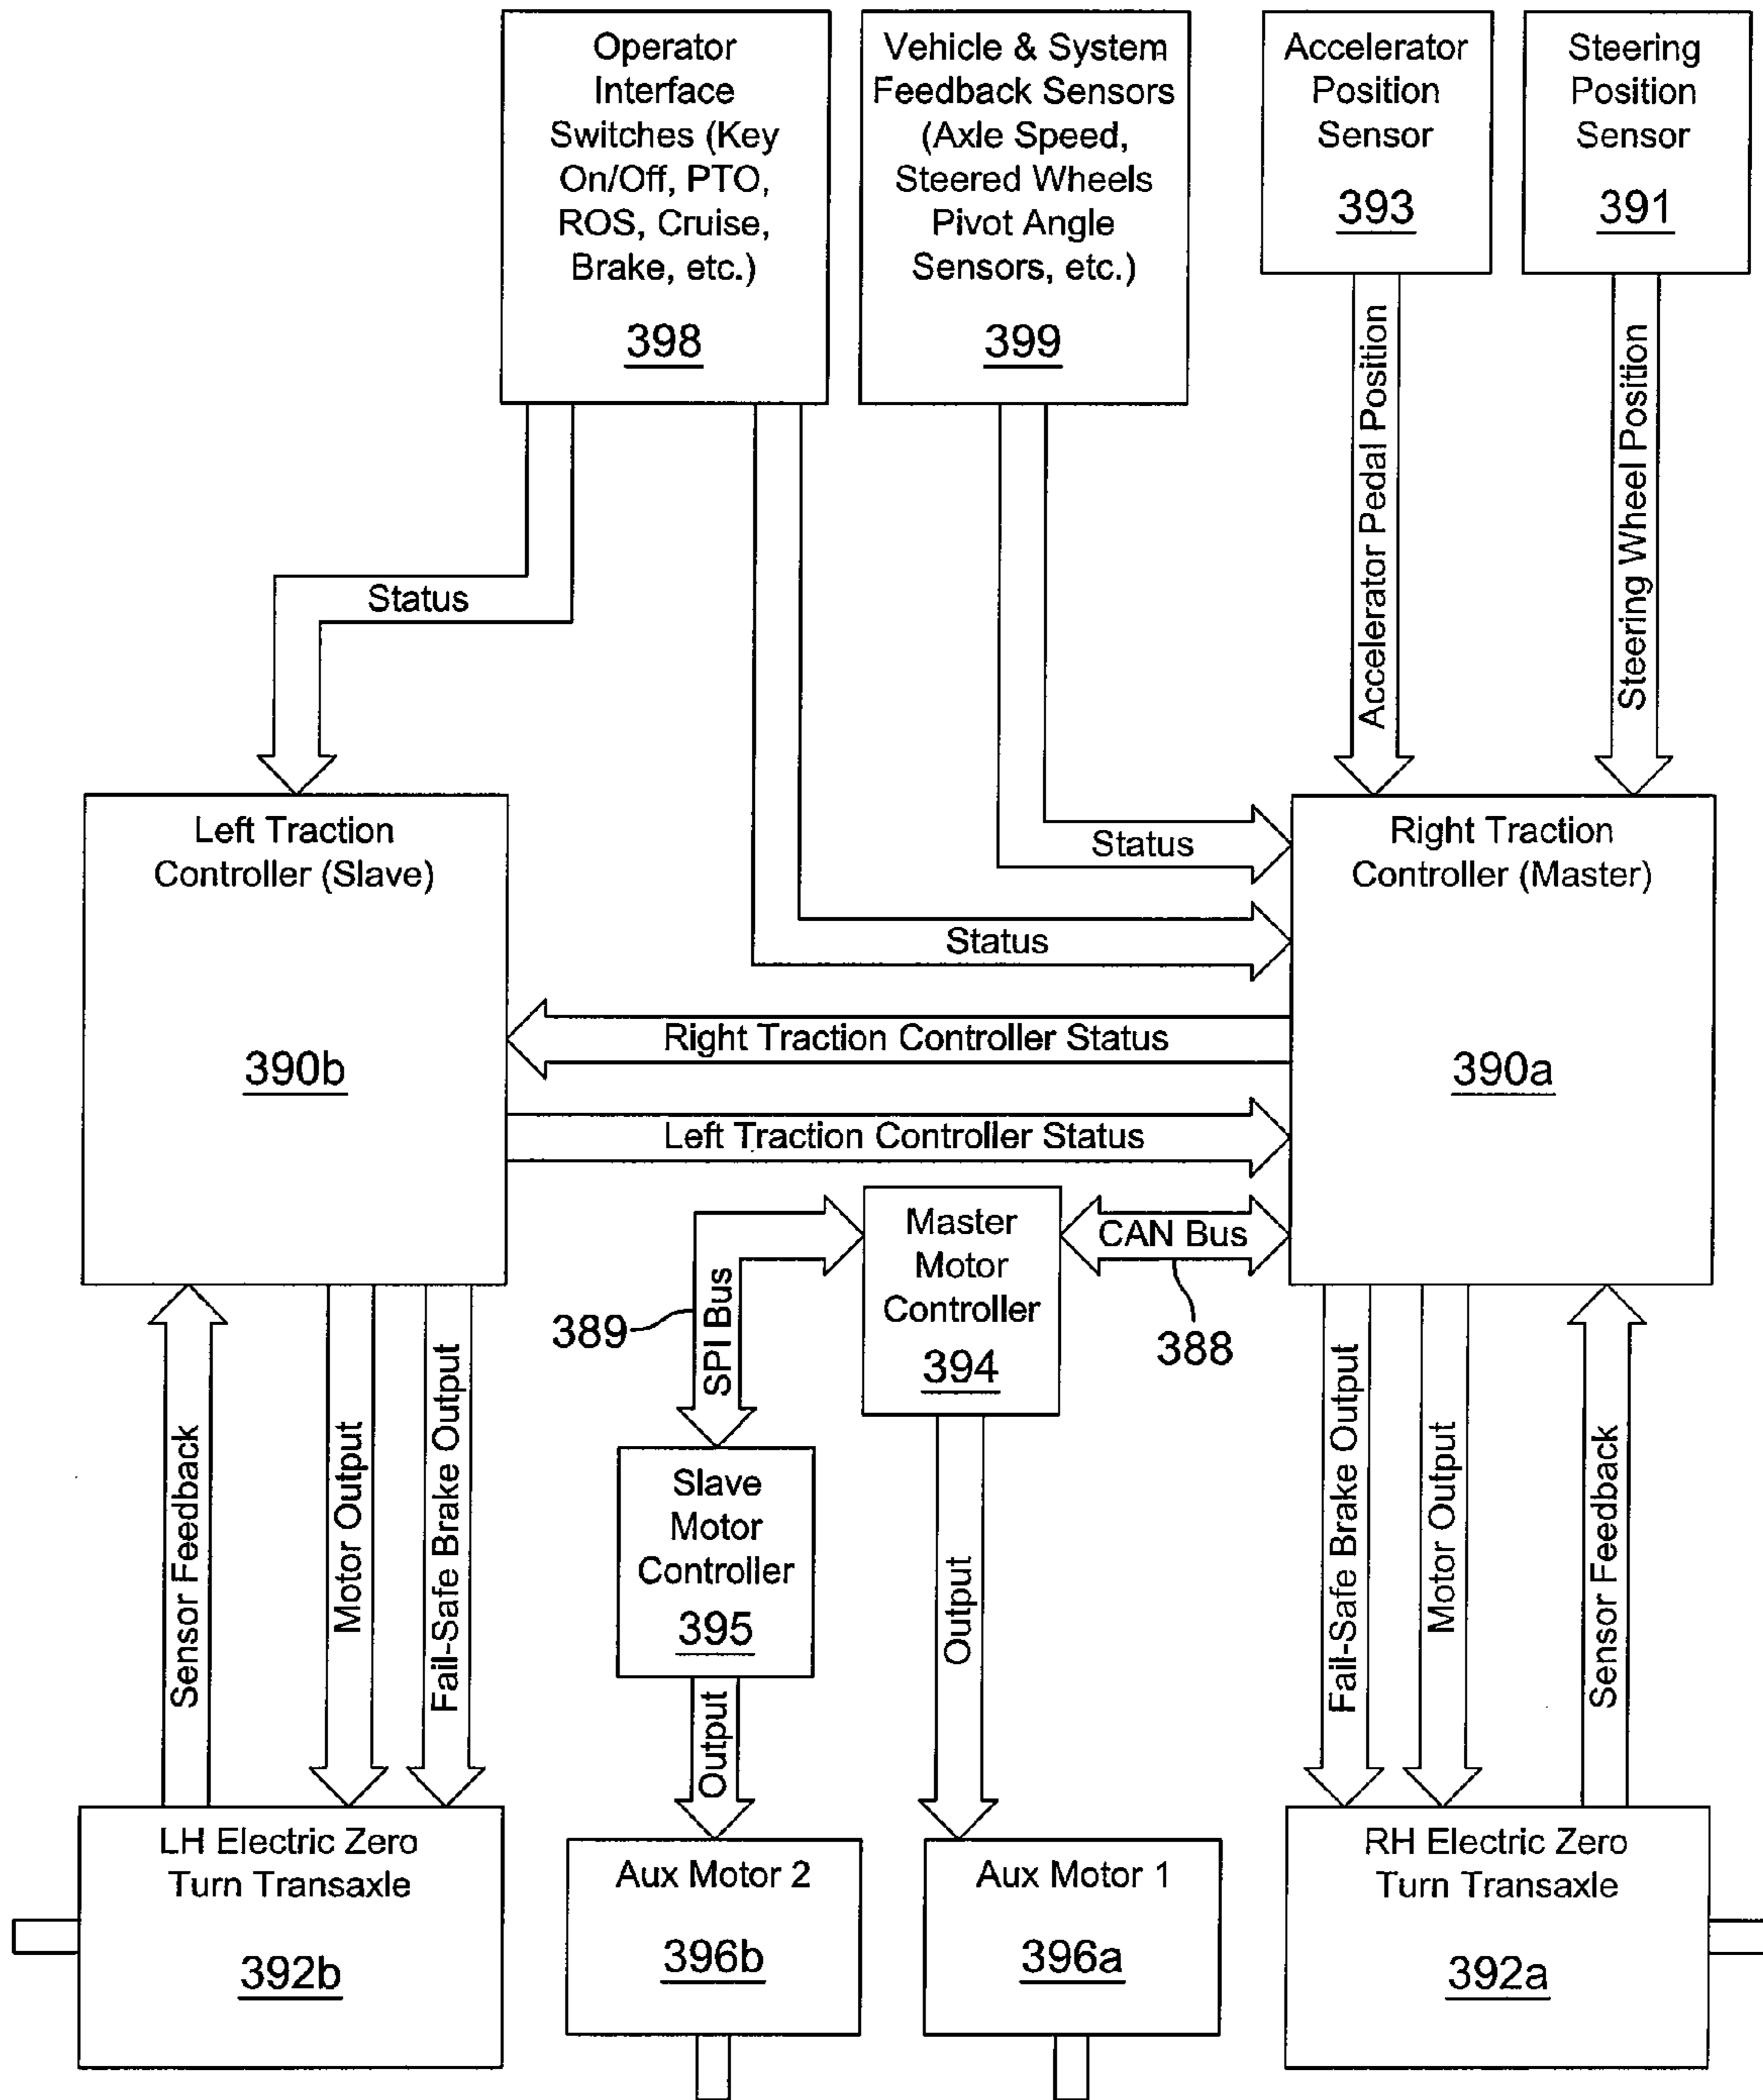 Operator
Interface
Switches (Key
On/Off, PTO,
ROS, Cruise,
Brake, etc.)
398
Vehicle & System
Feedback Sensors
(Axle Speed,
Steered Wheels
Pivot Angle
Sensors, etc.)
399
Accelerator
Position
Sensor
393
Steering
Position
Sensor
391
Accelerator Pedal Position
Steering Wheel Position
Status
Left Traction
Controller (Slave)
390b
Status
Status
Right Traction
Controller (Master)
390a
Right Traction Controller Status
Left Traction Controller Status
Master
Motor
Controller
394
CAN Bus
388
SPI Bus
389
Slave
Motor
Controller
395
Sensor Feedback
Motor Output
Fail-Safe Brake Output
Output
Output
Fail-Safe Brake Output
Motor Output
Sensor Feedback
LH Electric Zero
Turn Transaxle
392b
Aux Motor 2
396b
Aux Motor 1
396a
RH Electric Zero
Turn Transaxle
392a